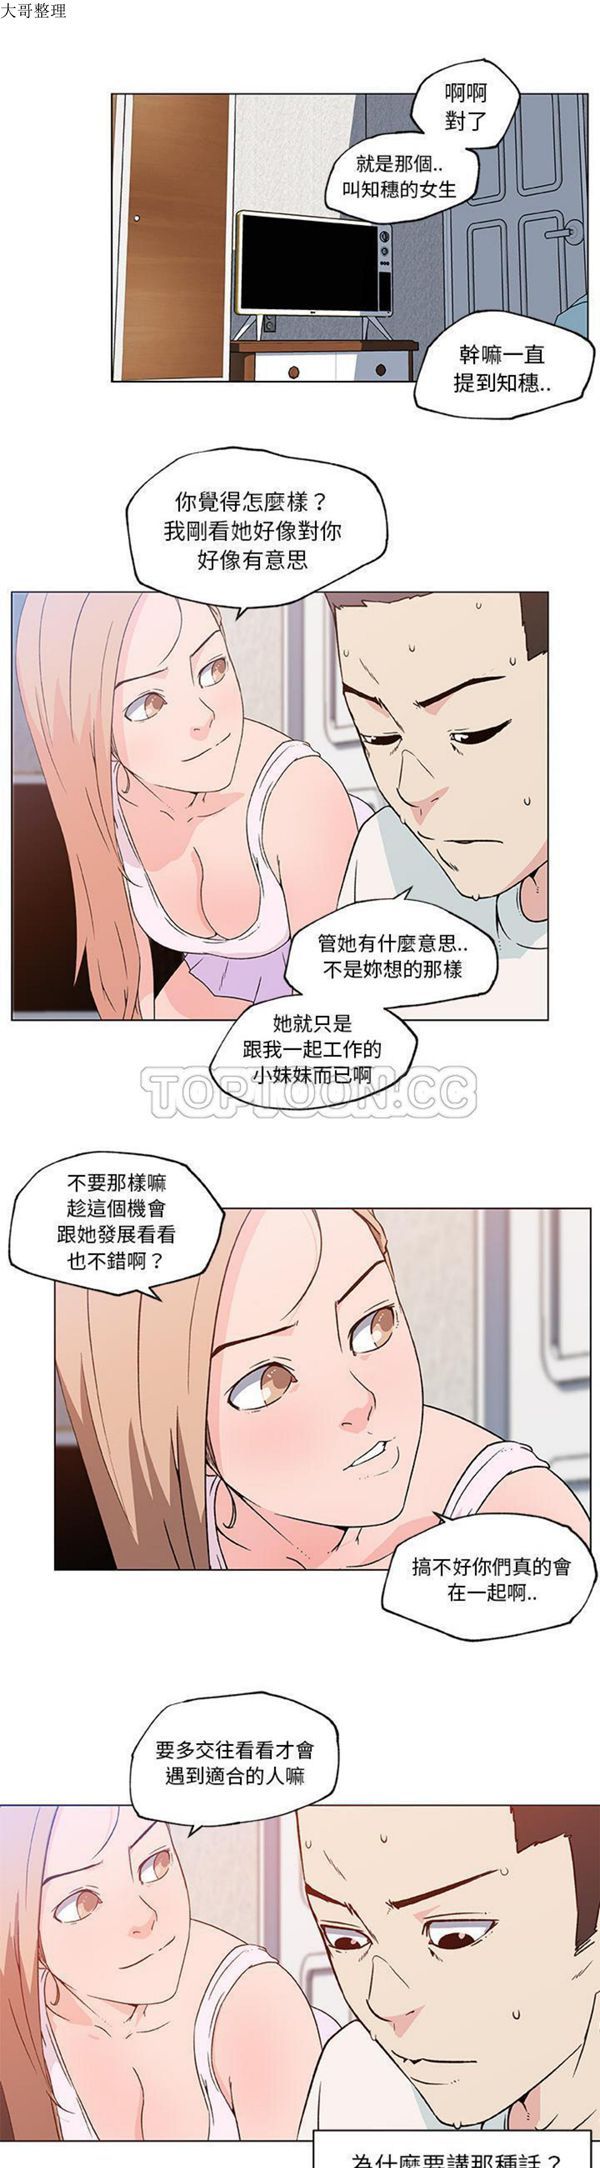 大哥整理
啊啊
對了
就是那個..
叫知穗的女生
幹嘛一直
提到知穗..
你覺得怎麼樣？
我剛看她好像對你
好像有意思
管她有什麼意思..
不是妳想的那樣
她就只是
跟我一起工作的
小妹妹而已啊
TOPTOON.CC
不要那樣嘛
趁這個機會
跟她發展看看
也不錯啊？
搞不好你們真的會
在一起啊..
要多交往看看才會
遇到適合的人嘛
為什麼要講那種話？